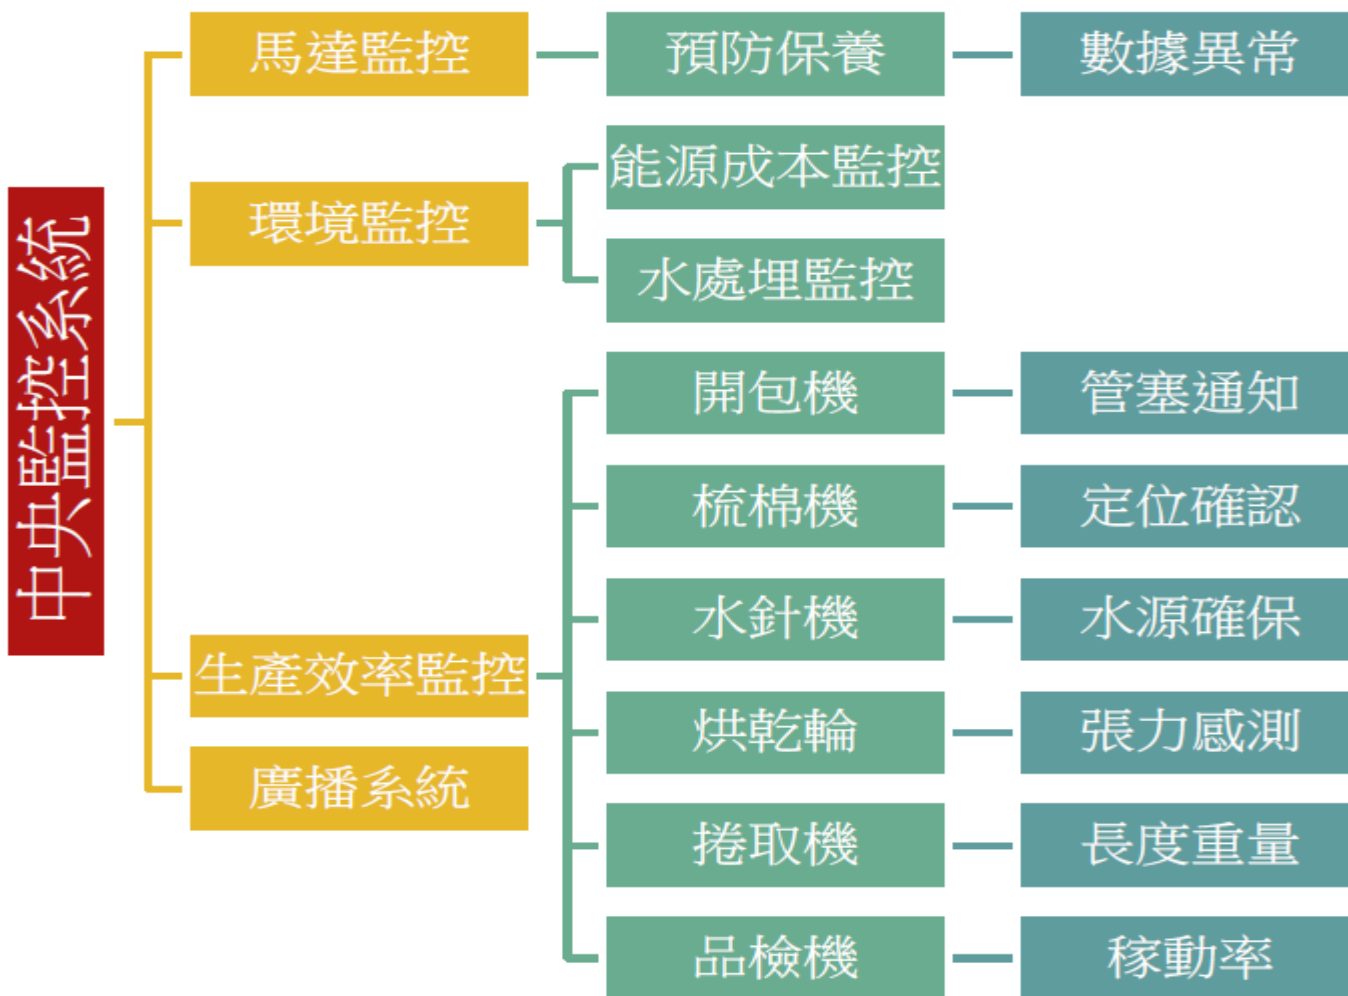 中央監控系統
馬達監控
預防保養
數據異常
環境監控
能源成本監控
水處埋監控
生產效率監控
開包機
管塞通知
梳棉機
定位確認
水針機
水源確保
烘乾輪
張力感測
捲取機
長度重量
品檢機
稼動率
廣播系統